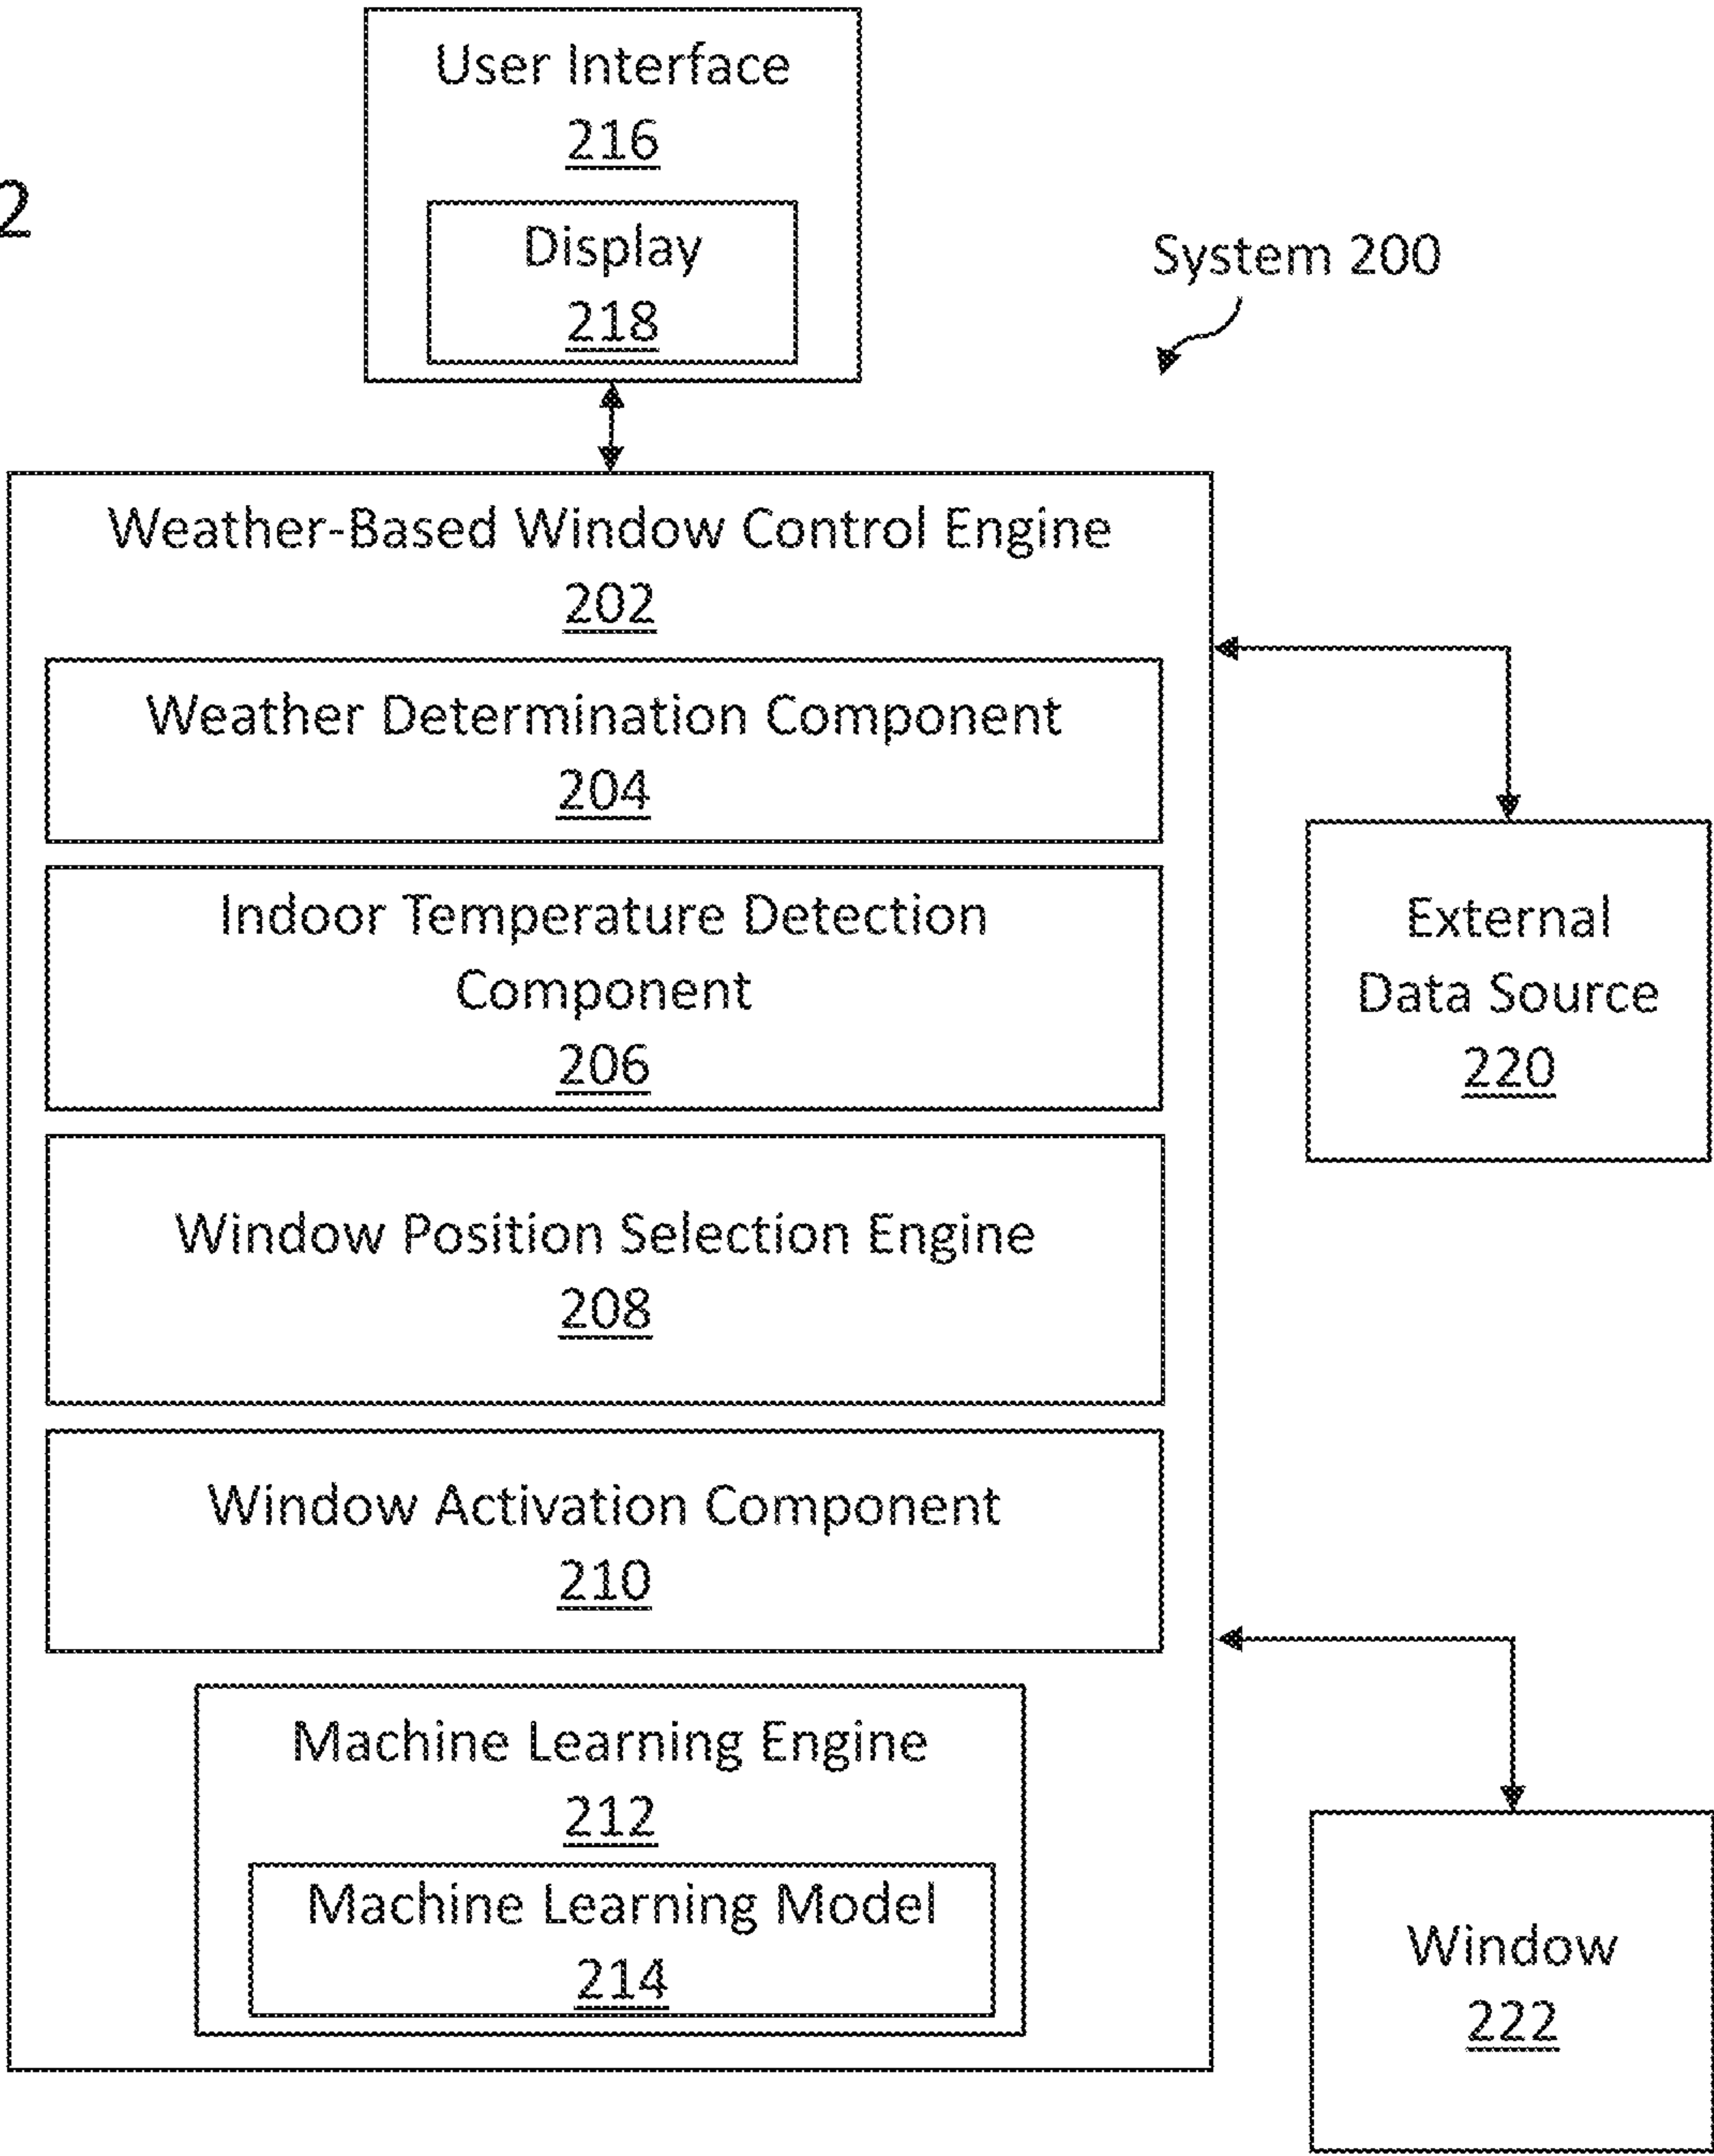 User Interface
216
2
Display
218
System 200
Weather-Based Window Control Engine
202
Weather Determination Component
204
Indoor Temperature Detection
Component
206
External
Data Source
220
Window Position Selection Engine
208
Window Activation Component
210
Machine Learning Engine
212
Machine Learning Model
214
Window
222